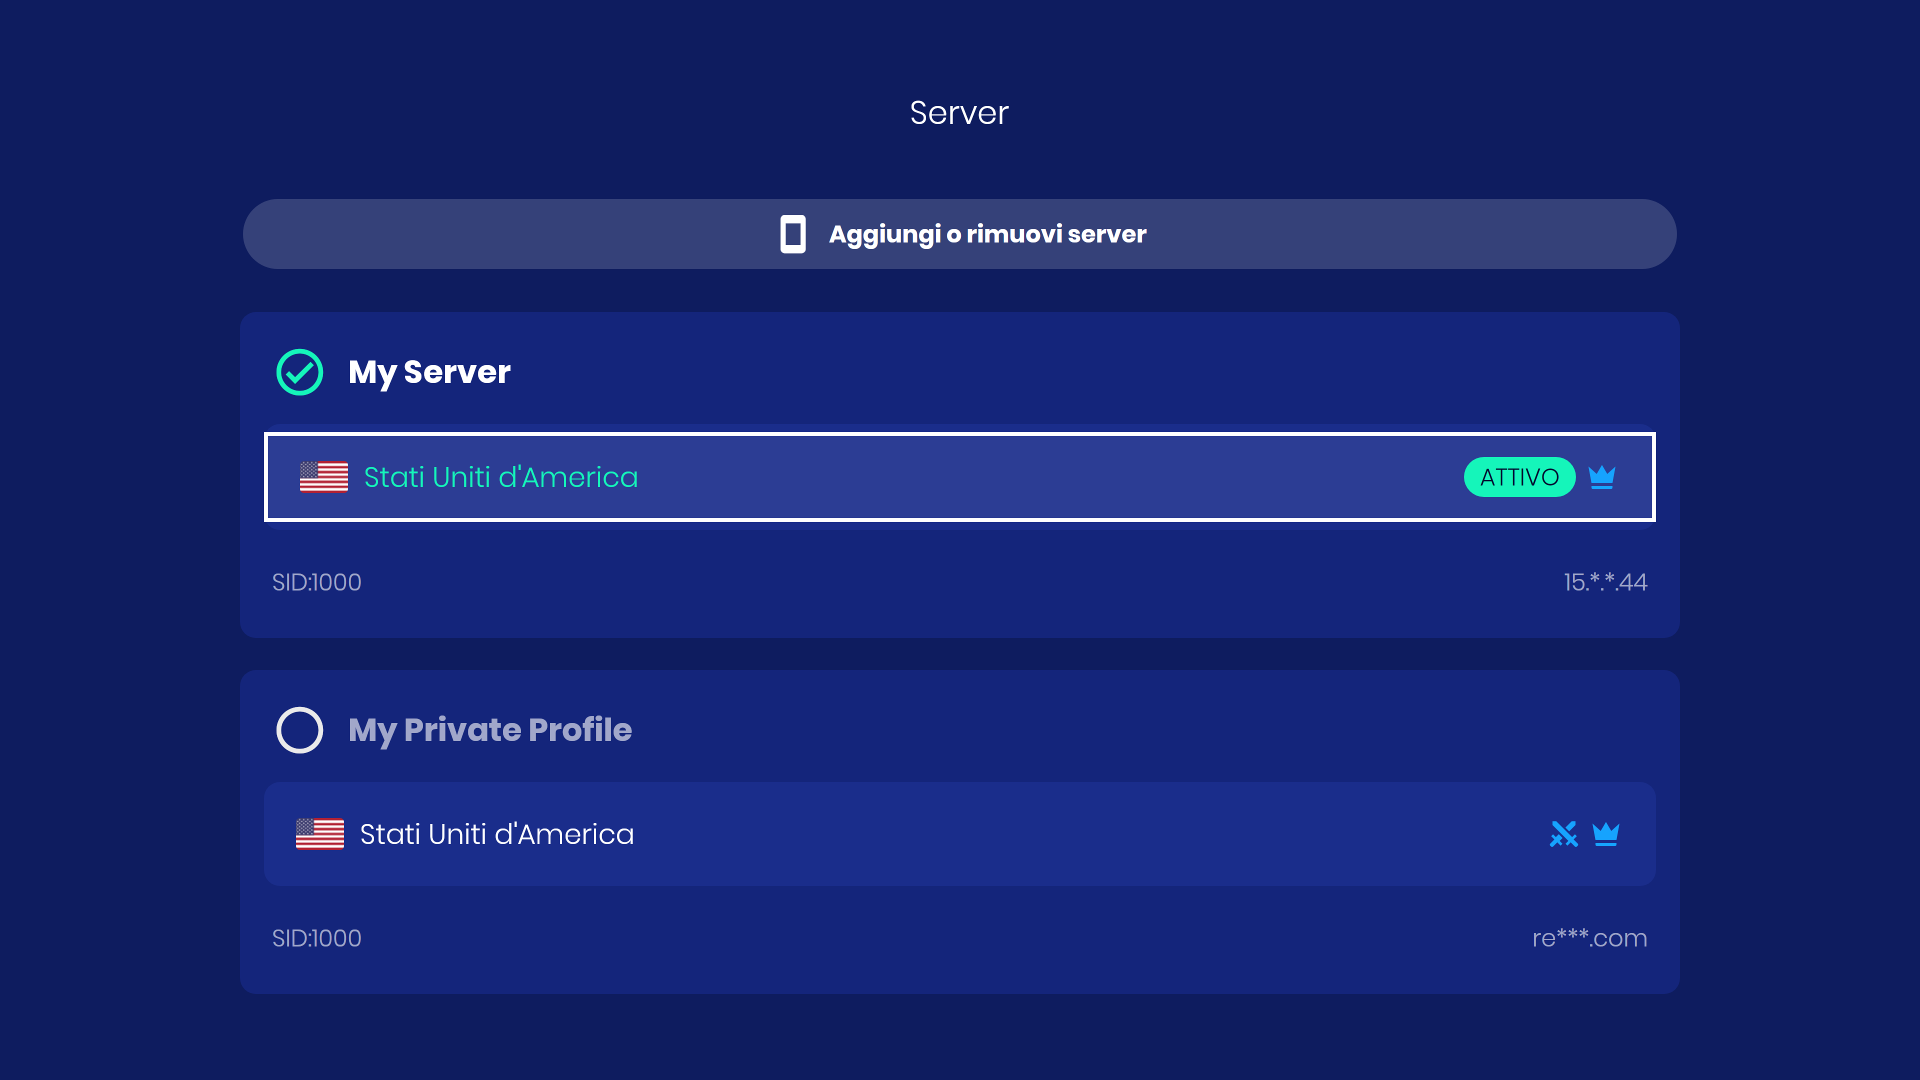 Server
Aggiungi o rimuovi server
My Server
Stati Uniti d'America
ATTIVO
SID:1000
15.*.*.44
My Private Profile
Stati Uniti d'America
SID:1000
re***.com